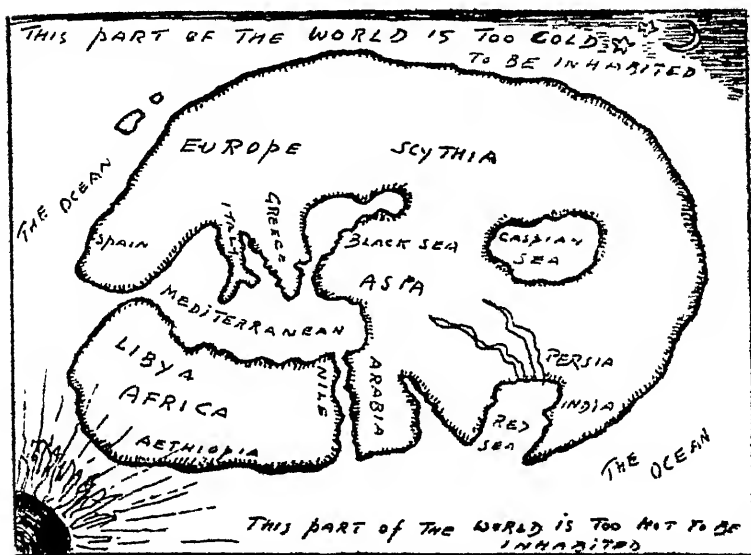 THIS PART OF THE WORLD IS TOO COLD
TO BE INHABITED
EUROPE
SCYTHIA
THE OCEAN
SPAIN
ITALY
GREECE
BLACK SEA
CASPIAN
SEA
ASIA
MEDITERRANEAN
LIBYA
AFRICA
AETHIOPIA
NILE
ARABIA
PERSIA
INDIA
RED
SEA
THE OCEAN
THIS PART OF THE WORLD IS TOO HOT TO BE
INHABITED